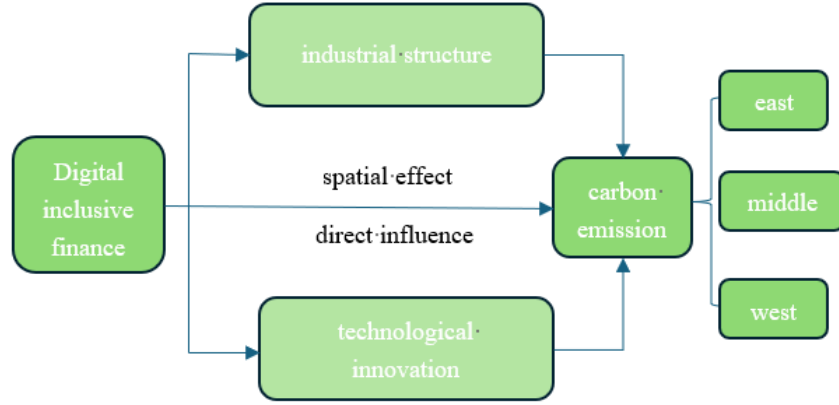 industrial·structure
Digital
inclusive
finance
spatial·effect
direct·influence
technological·
innovation
carbon·
emission
east
middle
west